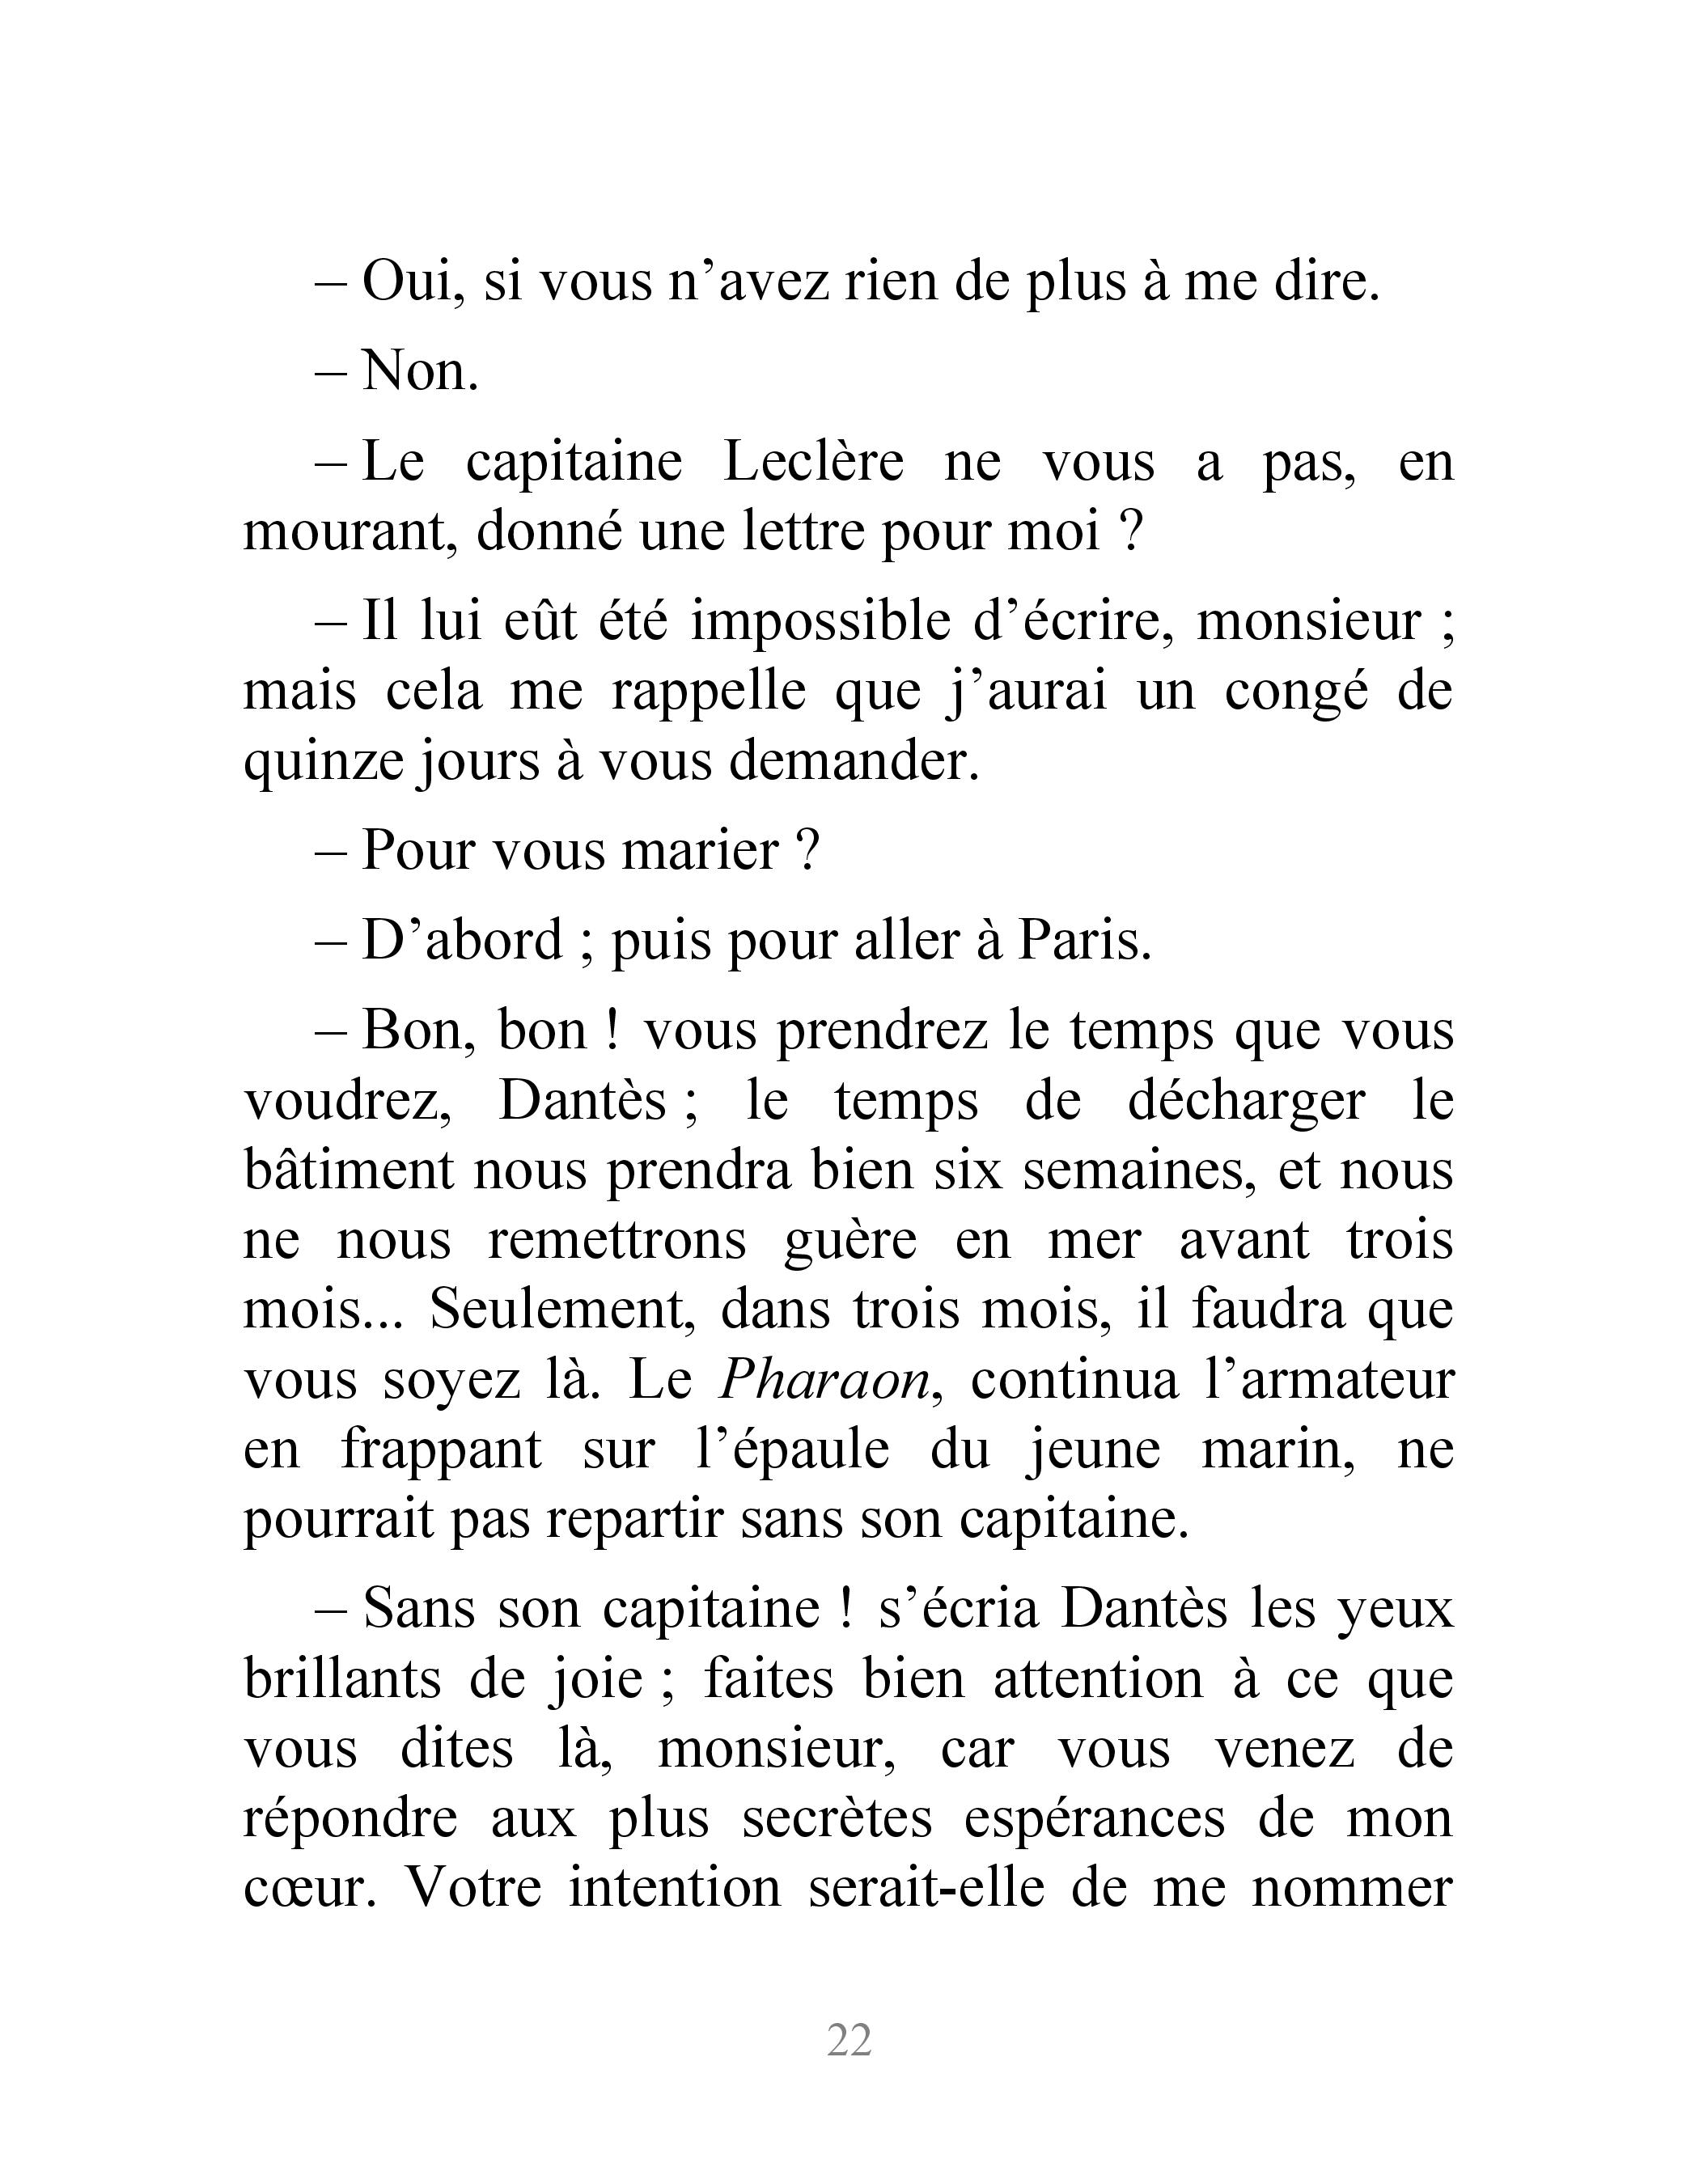 – Oui, si vous n’avez rien de plus à me dire.
– Non.
– Le capitaine Leclère ne vous a pas, en
mourant, donné une lettre pour moi ?
– Il lui eût été impossible d’écrire, monsieur ;
mais cela me rappelle que j’aurai un congé de
quinze jours à vous demander.
– Pour vous marier ?
– D’abord ; puis pour aller à Paris.
– Bon, bon ! vous prendrez le temps que vous
voudrez, Dantès ; le temps de décharger le
bâtiment nous prendra bien six semaines, et nous
ne nous remettrons guère en mer avant trois
mois... Seulement, dans trois mois, il faudra que
vous soyez là. Le Pharaon, continua l’armateur
en frappant sur l’épaule du jeune marin, ne
pourrait pas repartir sans son capitaine.
– Sans son capitaine ! s’écria Dantès les yeux
brillants de joie ; faites bien attention à ce que
vous dites là, monsieur, car vous venez de
répondre aux plus secrètes espérances de mon
cœur. Votre intention serait-elle de me nommer
22